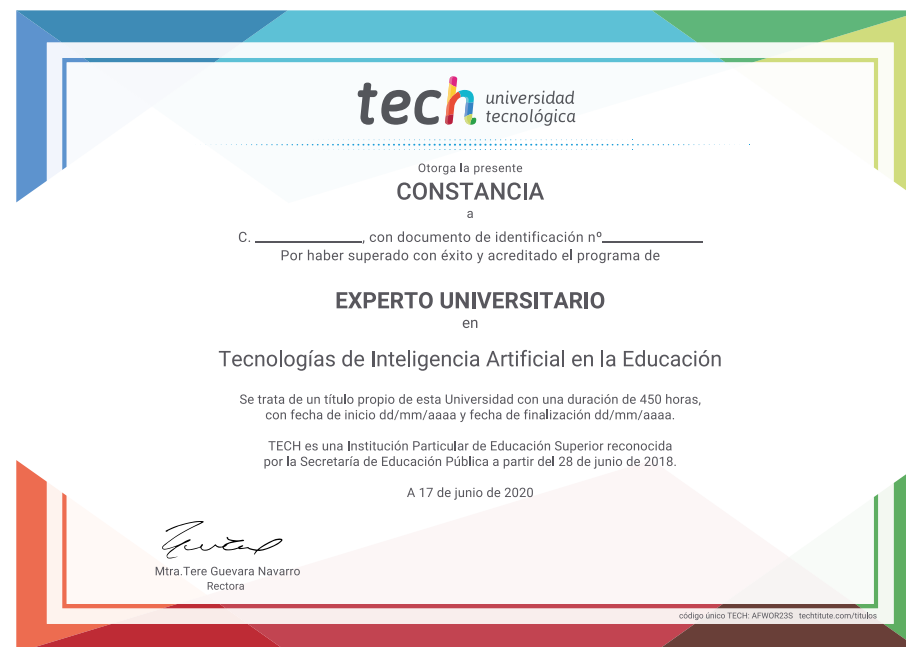 tech universidad
tecnológica
Otorga la presente
CONSTANCIA
a
C. ____________, con documento de identificación nº____________
Por haber superado con éxito y acreditado el programa de
EXPERTO UNIVERSITARIO
en
Tecnologías de Inteligencia Artificial en la Educación
Se trata de un título propio de esta Universidad con una duración de 450 horas,
con fecha de inicio dd/mm/aaaa y fecha de finalización dd/mm/aaaa.
TECH es una Institución Particular de Educación Superior reconocida
por la Secretaría de Educación Pública a partir del 28 de junio de 2018.
A 17 de junio de 2020
Mtra.Tere Guevara Navarro
Rectora
código único TECH: AFWOR23S techtitute.com/titulos